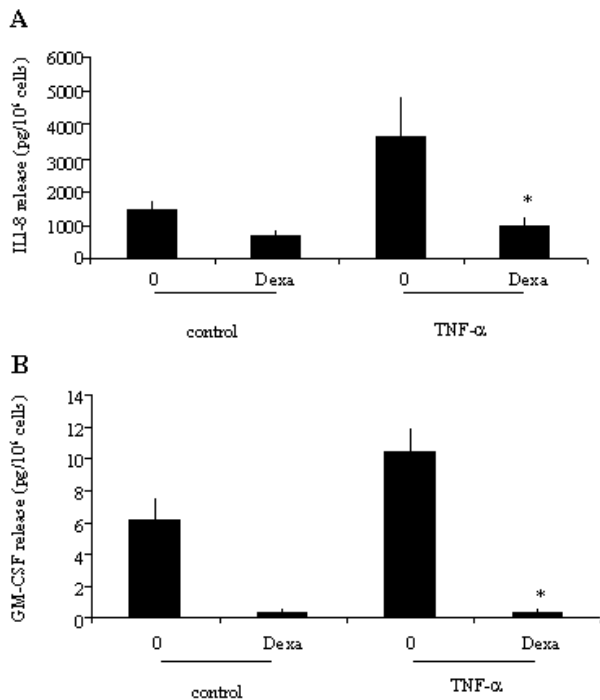 A
IL1-8 release (pg/10⁶ cells)
6000
5000
4000
3000
2000
1000
0
*
0 Dexa 0 Dexa
control TNF-α
B
GM-CSF release (pg/10⁶ cells)
14
12
10
8
6
4
2
0
*
0 Dexa 0 Dexa
control TNF-α